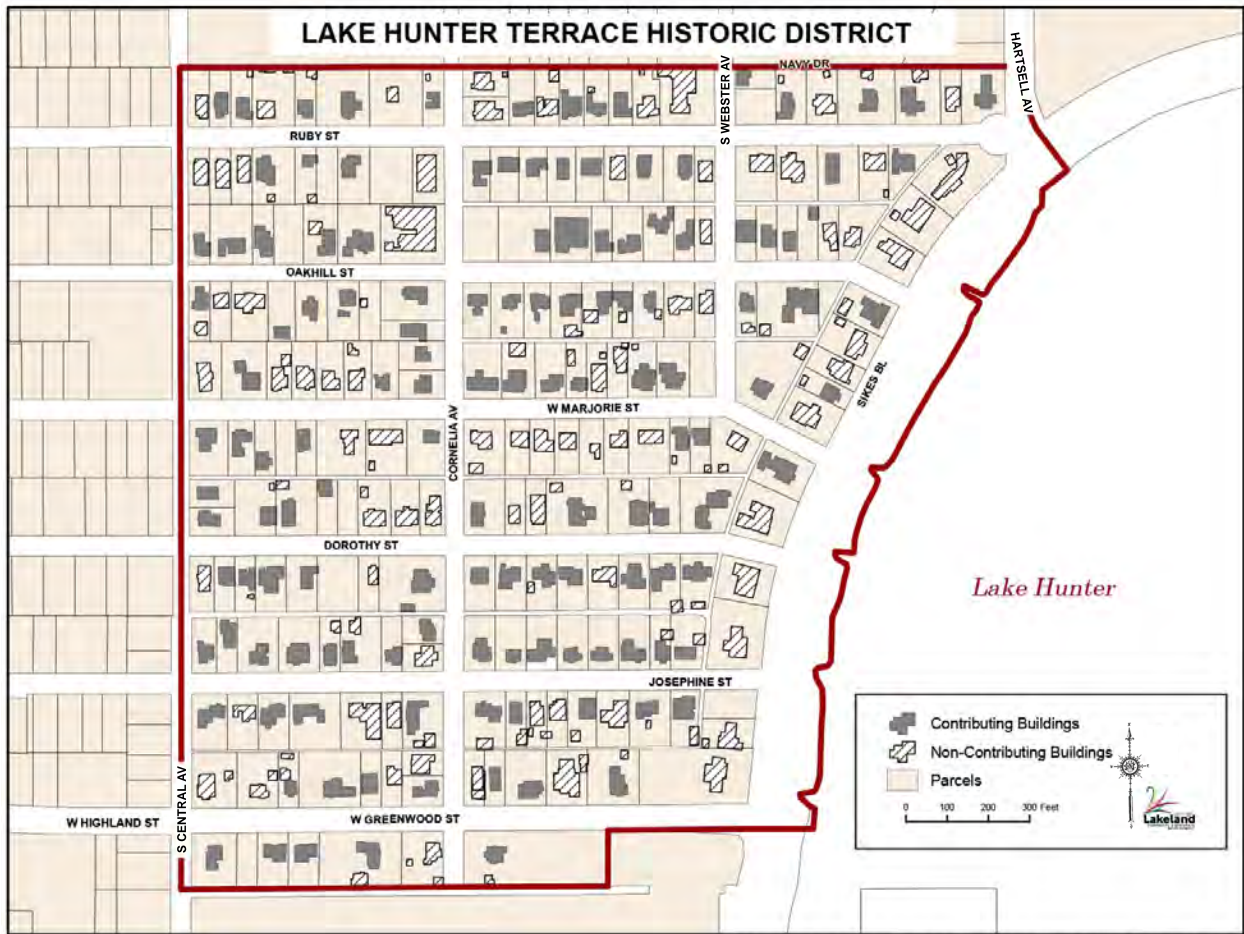 LAKE HUNTER TERRACE HISTORIC DISTRICT
HARTSELL AV
NAVY DR
S WEBSTER AV
RUBY ST
OAKHILL ST
SIKES BL
W MARJORIE ST
CORNELIA AV
DOROTHY ST
Lake Hunter
JOSEPHINE ST
Contributing Buildings
Non-Contributing Buildings
Parcels
0 100 200 300 Feet
Lakeland
S CENTRAL AV
W HIGHLAND ST
W GREENWOOD ST